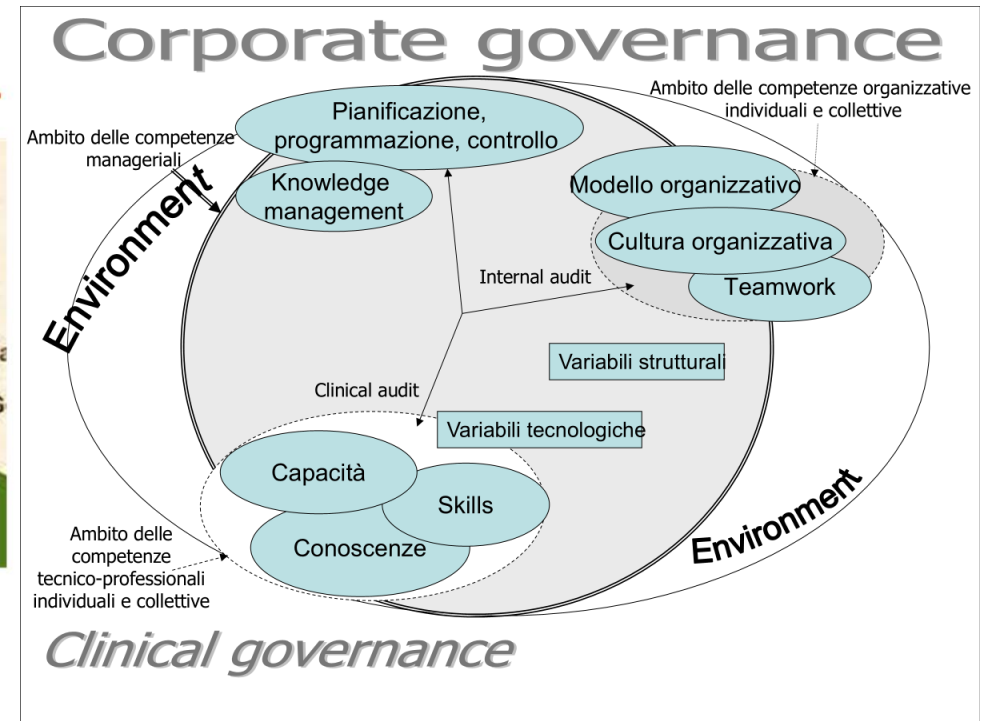 Corporate governance
Ambito delle competenze organizzative
individuali e collettive
Pianificazione,
programmazione, controllo
Ambito delle competenze
manageriali
Knowledge
management
Modello organizzativo
Cultura organizzativa
Teamwork
Environment
Internal audit
Variabili strutturali
Clinical audit
Variabili tecnologiche
Capacità
Skills
Conoscenze
Environment
Ambito delle
competenze
tecnico-professionali
individuali e collettive
Clinical governance